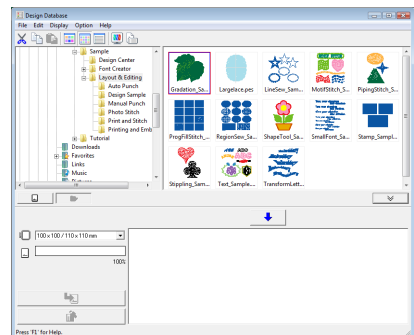 Design Database
File Edit Display Option Help
Sample
Design Center
Font Creator
Layout & Editing
Auto Punch
Design Sample
Manual Punch
Photo Stitch
Print and Stitch
Printing and Emb
Tutorial
Downloads
Favorites
Links
Music
Gradation_Sa... Largelace.pes LineSew_Sam... MotifStitch_S... PipingStitch_S...
ProgFillStitch_... RegionSew_Sa... ShapeTool_Sa... SmallFont_Sa... Stamp_Sampl...
Stippling_Sam... Text_Sample.... TransformLett...
100 x 100 / 110 x 110 mm
100%
Press 'F1' for Help.